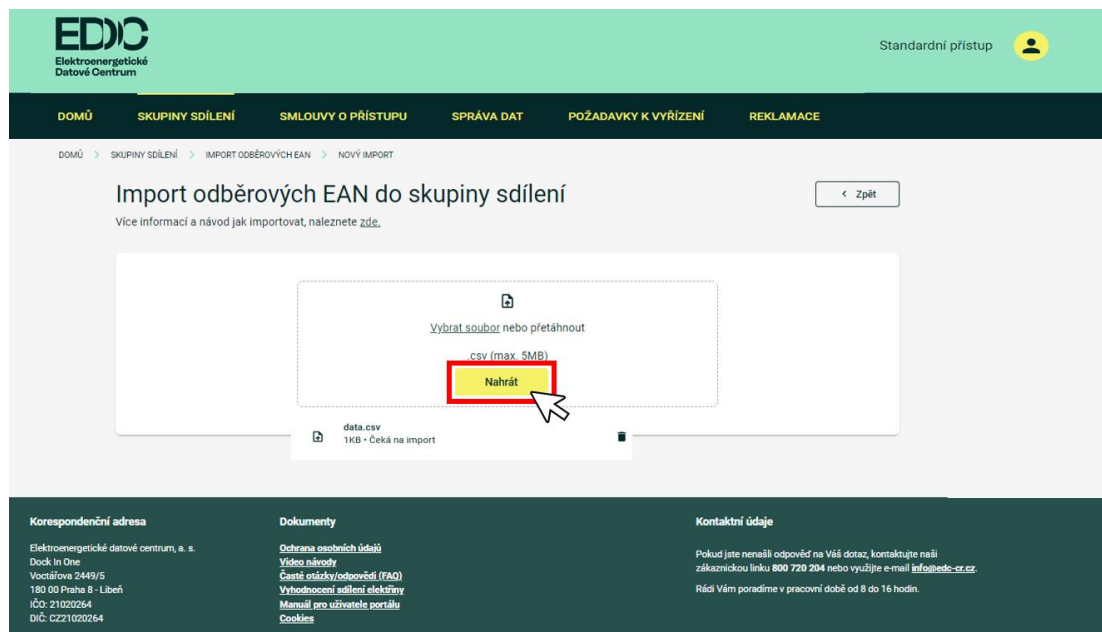 EDC
Elektroenergetické
Datové Centrum
Standardní přístup
DOMŮ SKUPINY SDÍLENÍ SMLOUVY O PŘÍSTUPU SPRÁVA DAT POŽADAVKY K VYŘÍZENÍ REKLAMACE
DOMŮ > SKUPINY SDÍLENÍ > IMPORT ODBĚROVÝCH EAN > NOVÝ IMPORT
Import odběrových EAN do skupiny sdílení
< Zpět
Více informací a návod jak importovat, naleznete zde.
Vybrat soubor nebo přetáhnout
.csv (max. 5MB)
Nahrát
data.csv
1KB • Čeká na import
Korespondenční adresa
Elektroenergetické datové centrum, a. s.
Dock In One
Voctářova 2449/5
180 00 Praha 8 - Libeň
IČO: 21020264
DIČ: CZ21020264
Dokumenty
Ochrana osobních údajů
Video návody
Časté otázky/odpovědi (FAQ)
Vyhodnocení sdílení elektřiny
Manuál pro uživatele portálu
Cookies
Kontaktní údaje
Pokud jste nenašli odpověď na Váš dotaz, kontaktujte naši
zákaznickou linku 800 720 204 nebo využijte e-mail info@edc-cr.cz.
Rádi Vám poradíme v pracovní době od 8 do 16 hodin.